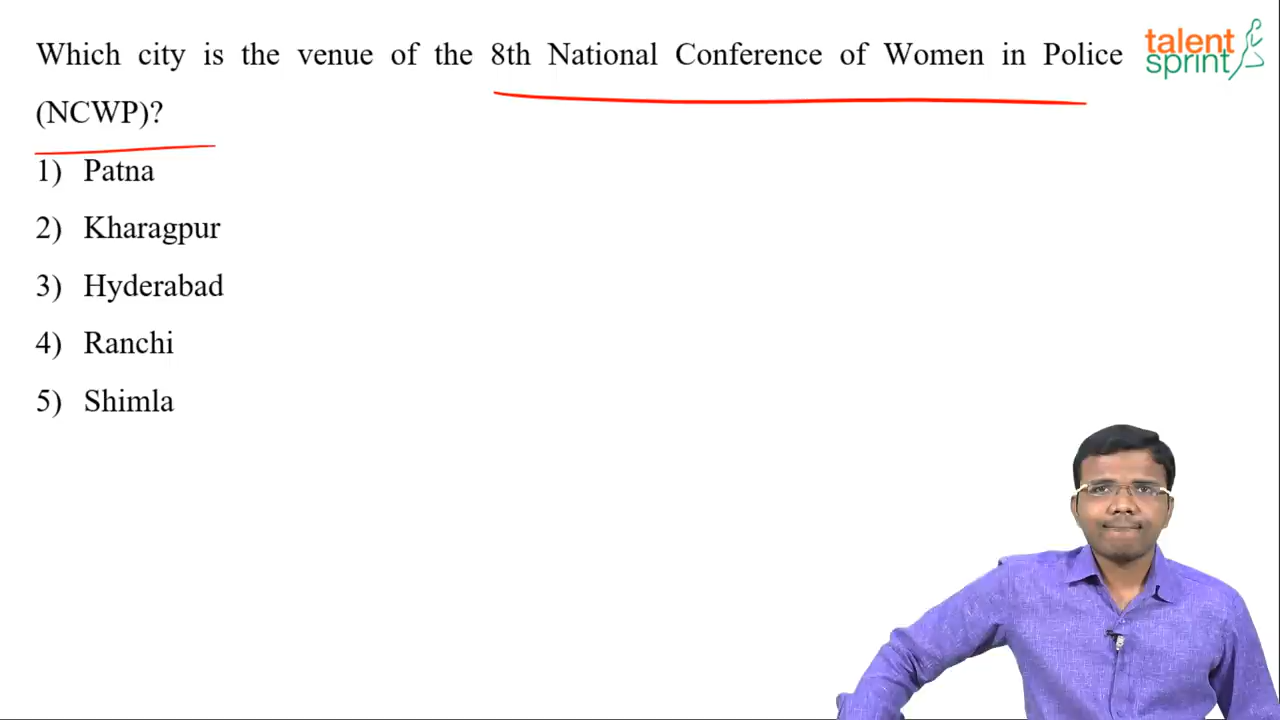 Which city is the venue of the 8th National Conference of Women in Police
(NCWP)?
1) Patna
2) Kharagpur
3) Hyderabad
4) Ranchi
5) Shimla
talent
sprint